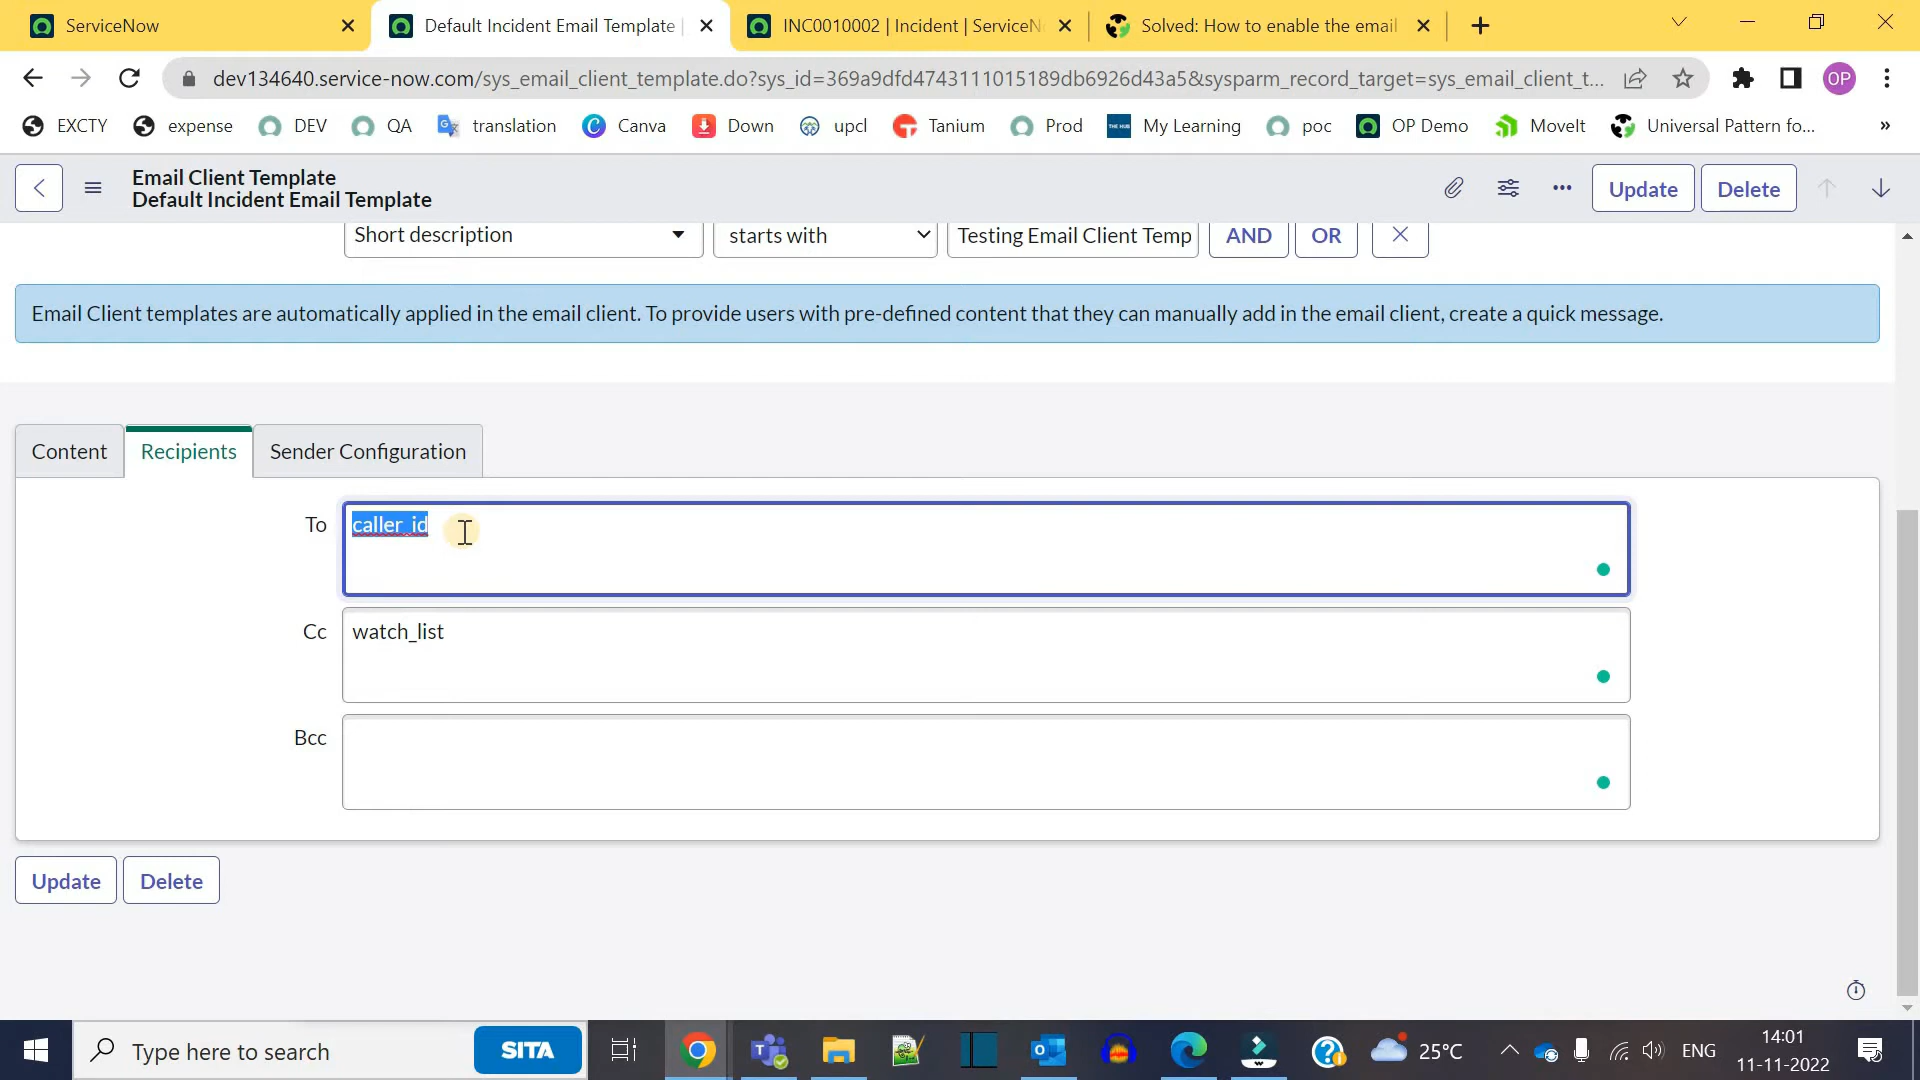 ServiceNow
Default Incident Email Template |
INC0010002 | Incident | ServiceN
Solved: How to enable the email
dev134640.service-now.com/sys_email_client_template.do?sys_id=369a9dfd4743111015189db6926d43a5&sysparm_record_target=sys_email_client_t...
OP
EXCTY
expense
DEV
QA
translation
Canva
Down
upcl
Tanium
Prod
My Learning
poc
OP Demo
MoveIt
Universal Pattern fo...
»
Email Client Template
Default Incident Email Template
Update
Delete
Short description
starts with
Testing Email Client Temp
AND
OR
Email Client templates are automatically applied in the email client. To provide users with pre-defined content that they can manually add in the email client, create a quick message.
Content
Recipients
Sender Configuration
To
caller_id
Cc
watch_list
Bcc
Update
Delete
Type here to search
SITA
25°C
ENG
14:01
11-11-2022